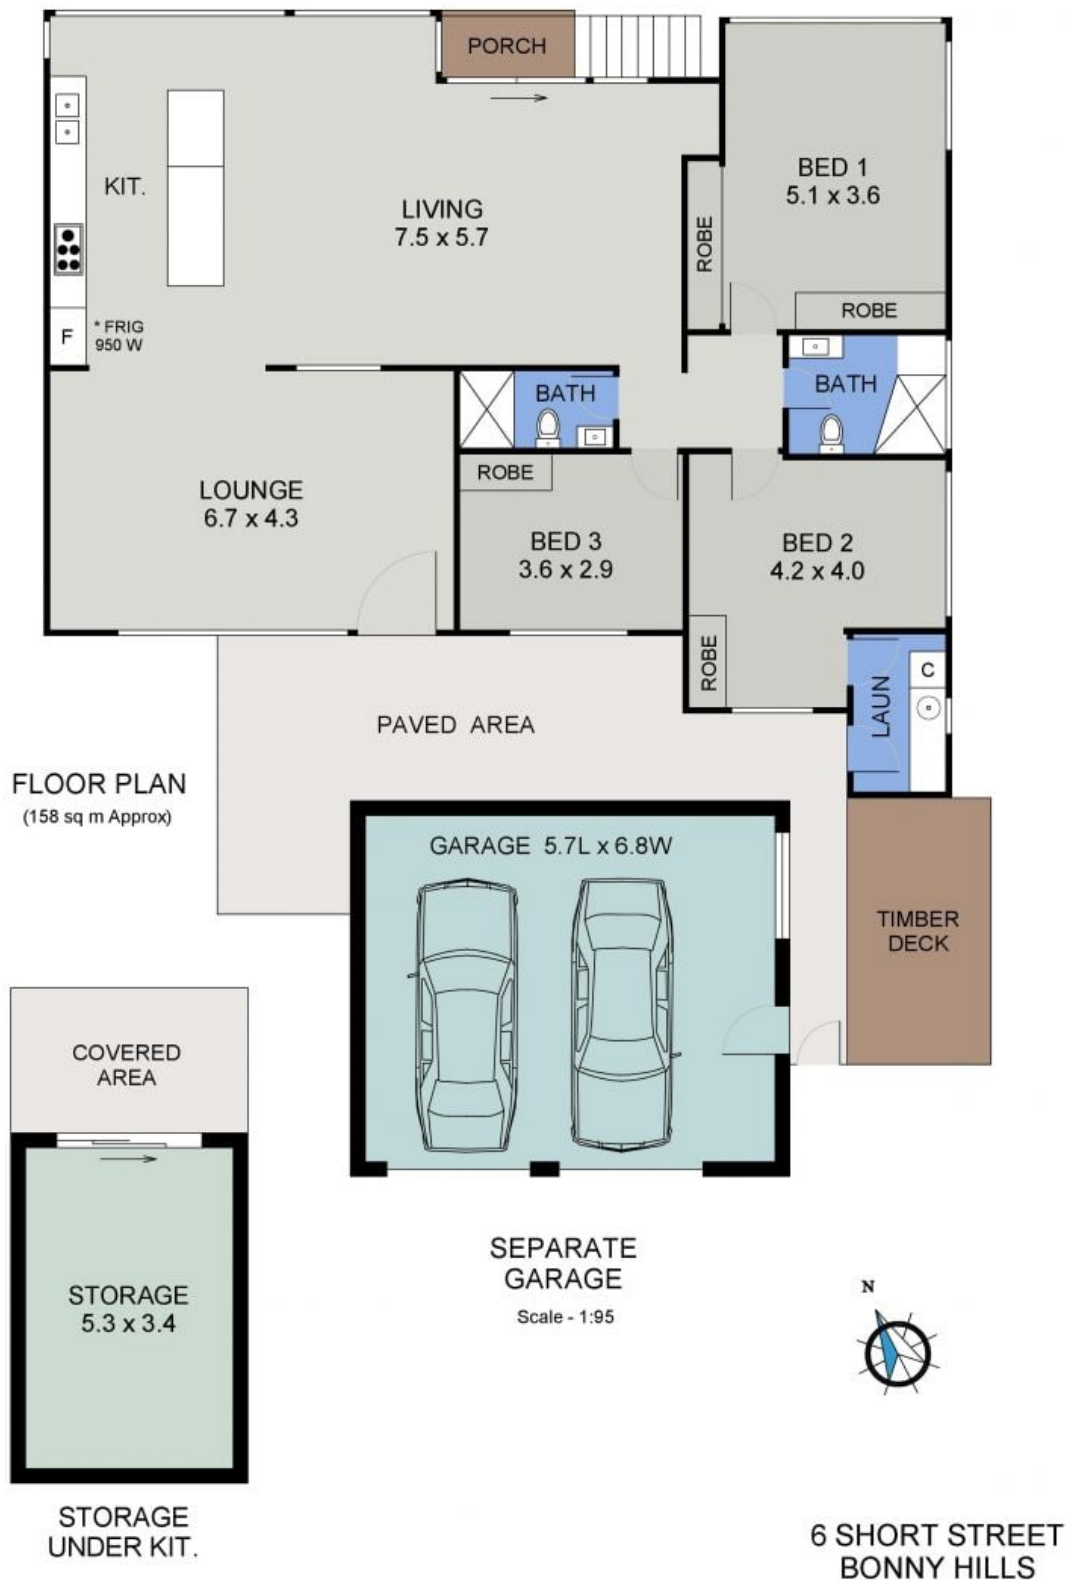 PORCH
KIT.
LIVING
7.5 x 5.7
BED 1
5.1 x 3.6
ROBE
ROBE
F
* FRIG
950 W
BATH
BATH
LOUNGE
6.7 x 4.3
ROBE
BED 3
3.6 x 2.9
BED 2
4.2 x 4.0
ROBE
LAUN
C
PAVED AREA
FLOOR PLAN
(158 sq m Approx)
GARAGE 5.7L x 6.8W
TIMBER
DECK
COVERED
AREA
STORAGE
5.3 x 3.4
SEPARATE
GARAGE
Scale - 1:95
N
STORAGE
UNDER KIT.
6 SHORT STREET
BONNY HILLS